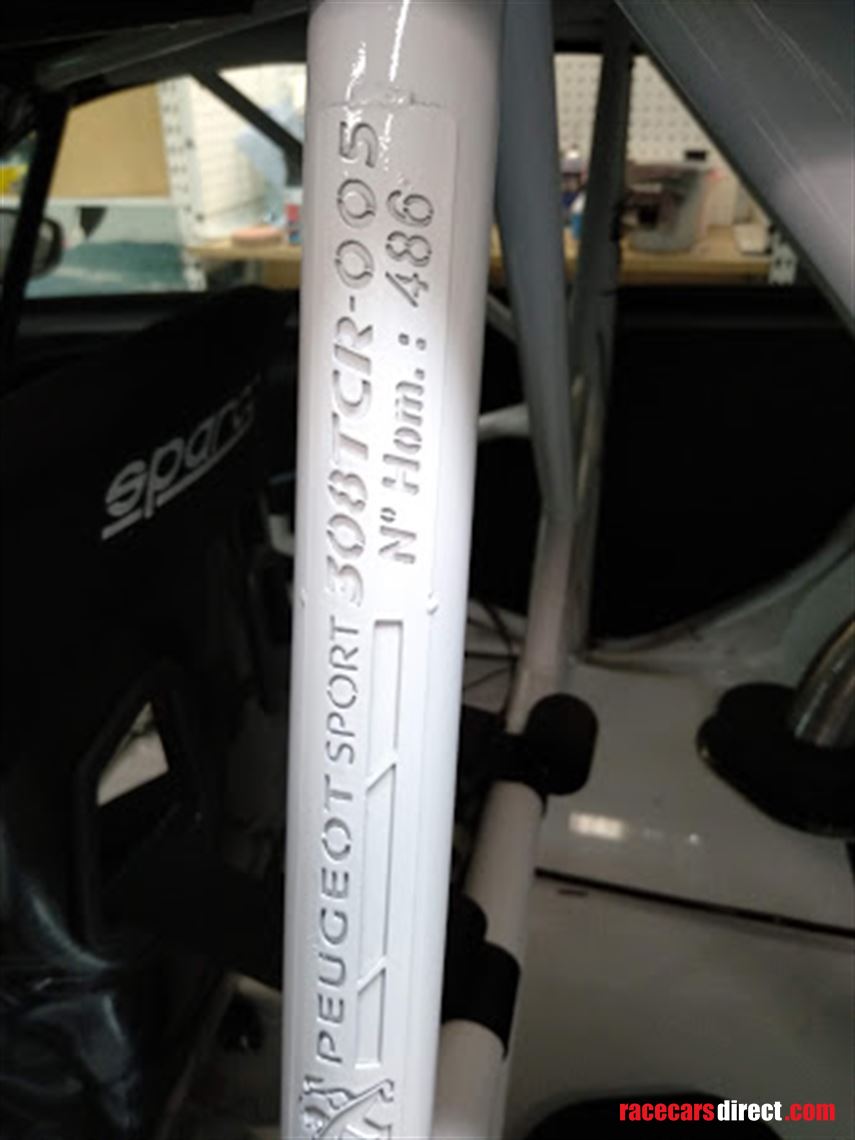 PEUGEOT SPORT 308TCR-005
N° Hom. : 486
sparco
racecarsdirect.com